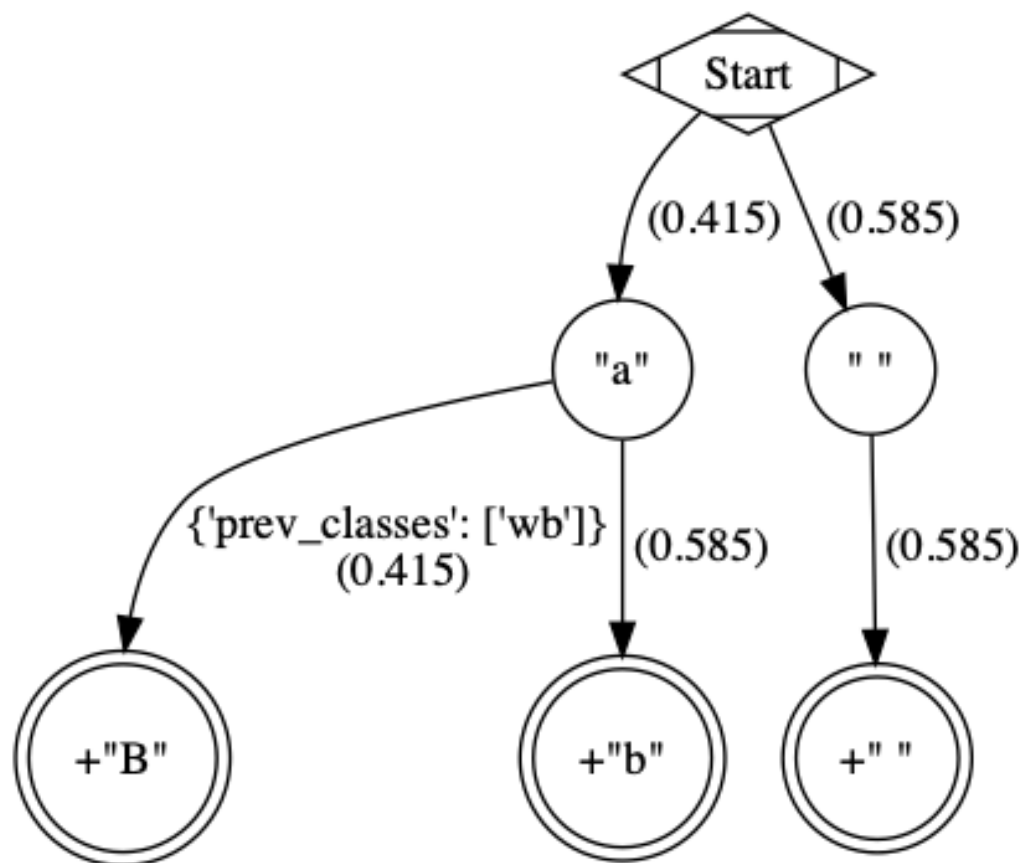 Start
(0.415) (0.585)
"a" " "
{'prev_classes': ['wb']}
(0.415) (0.585) (0.585)
+"B" +"b" +" "